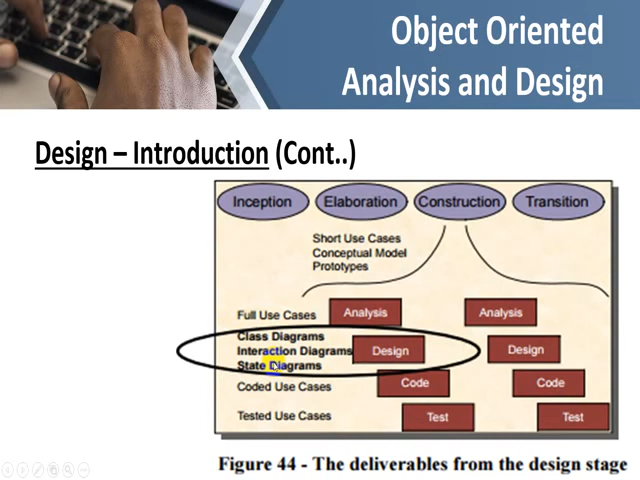 Object Oriented
Analysis and Design
Design – Introduction (Cont..)
Inception Elaboration Construction Transition
Short Use Cases
Conceptual Model
Prototypes
Full Use Cases Analysis Analysis
Class Diagrams
Interaction Diagrams Design Design
State Diagrams
Coded Use Cases Code Code
Tested Use Cases Test Test
Figure 44 - The deliverables from the design stage